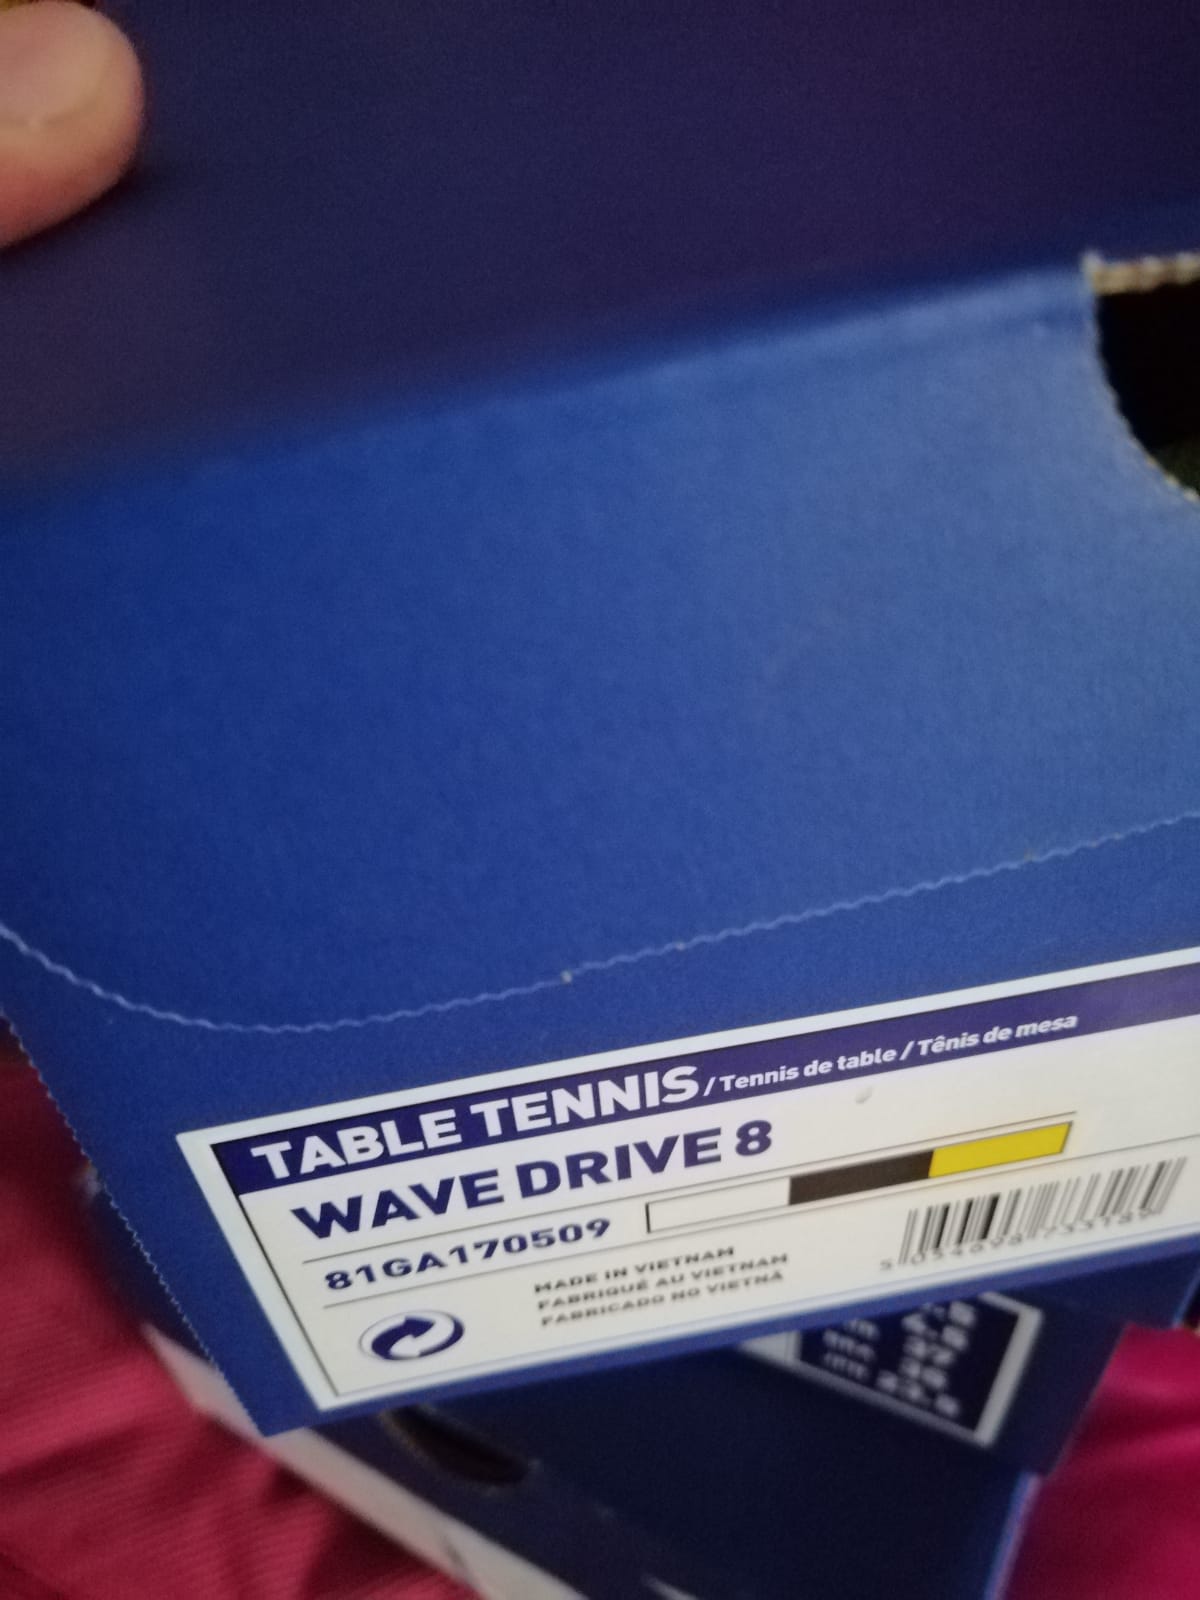 TABLE TENNIS / Tennis de table / Tênis de mesa
WAVE DRIVE 8
81GA170509
MADE IN VIETNAM
FABRIQUÉ AU VIETNAM
FABRICADO NO VIETNÃ